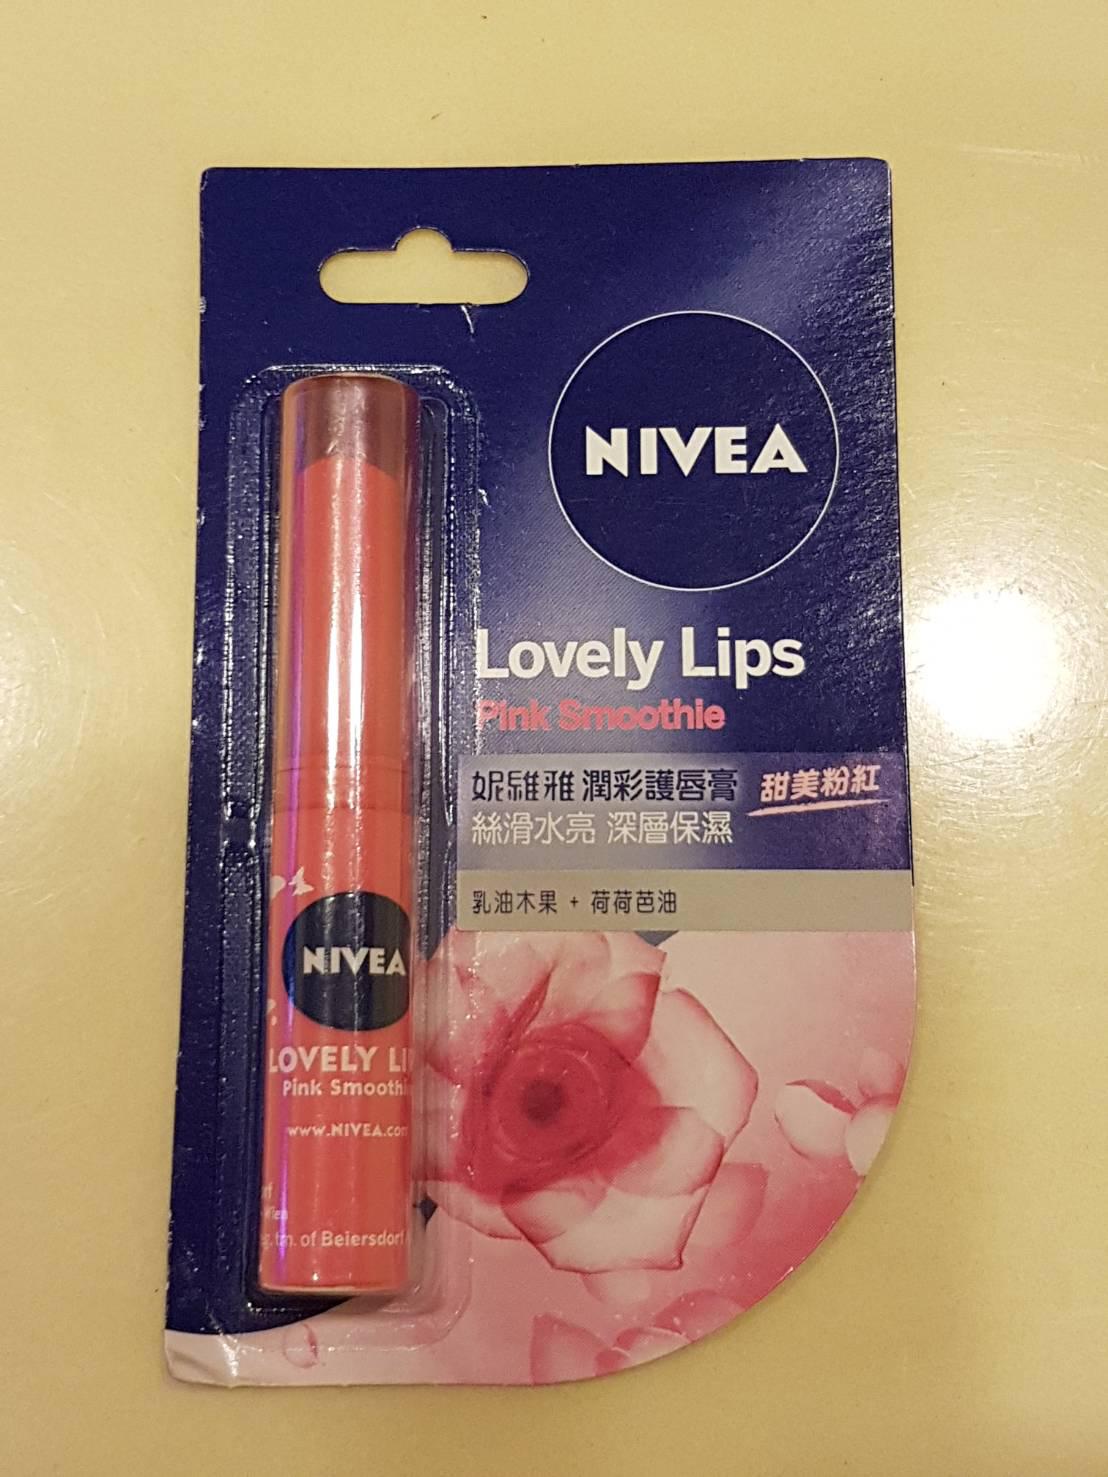 NIVEA
Lovely Lips
Pink Smoothie
妮維雅 潤彩護唇膏
甜美粉紅
絲滑水亮 深層保濕
乳油木果 + 荷荷芭油
NIVEA
LOVELY LI
Pink Smoothi
www.NIVEA.co
g. tm. of Beiersdorf